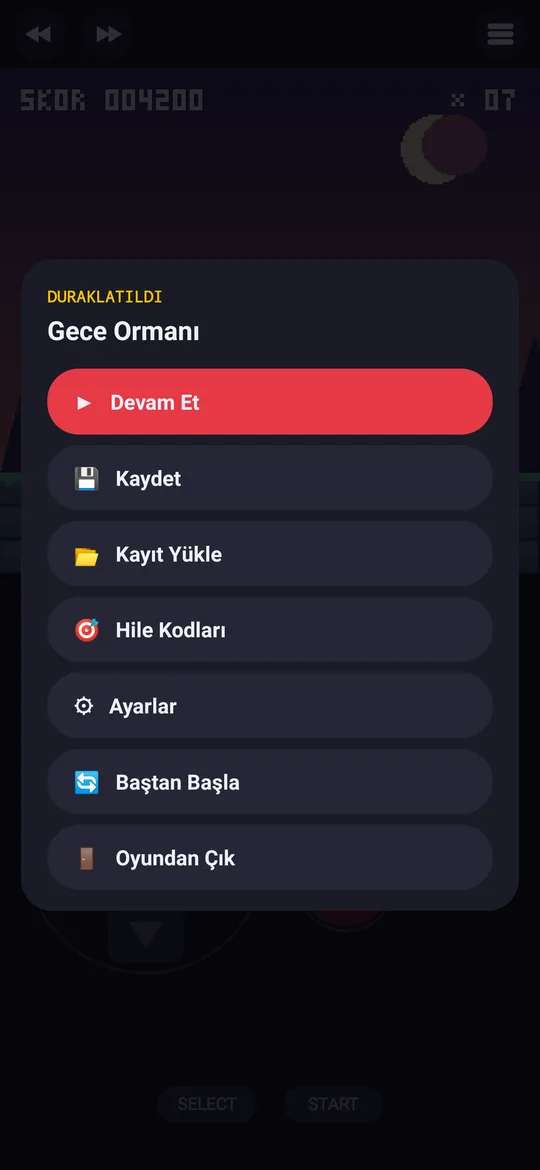 SKOR 004200 x 07
DURAKLATILDI
Gece Ormanı
Devam Et
Kaydet
Kayıt Yükle
Hile Kodları
Ayarlar
Baştan Başla
Oyundan Çık
SELECT START